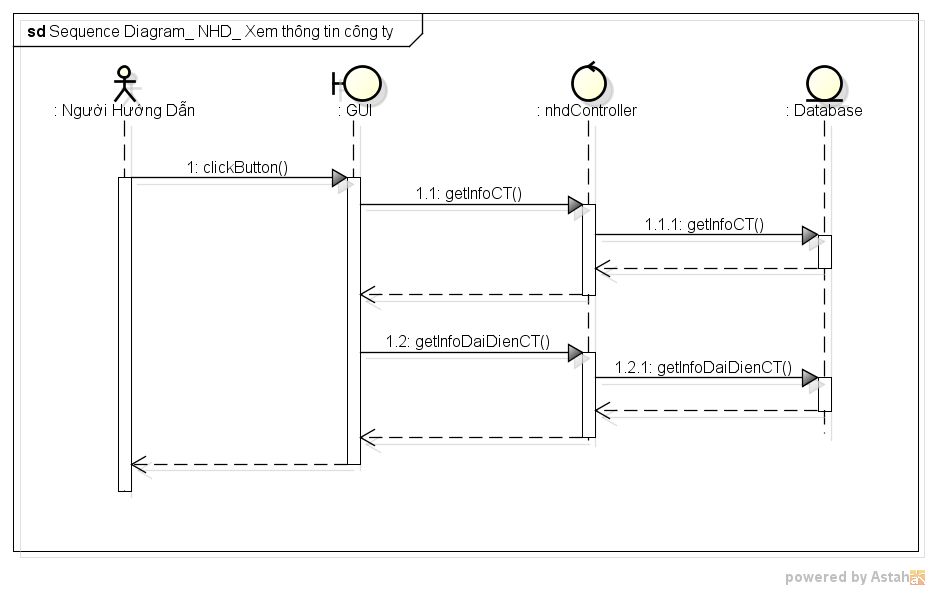 sd Sequence Diagram_ NHD_ Xem thông tin công ty
: Người Hướng Dẫn
: GUI
: nhdController
: Database
1: clickButton()
1.1: getInfoCT()
1.1.1: getInfoCT()
1.2: getInfoDaiDienCT()
1.2.1: getInfoDaiDienCT()
powered by Astah